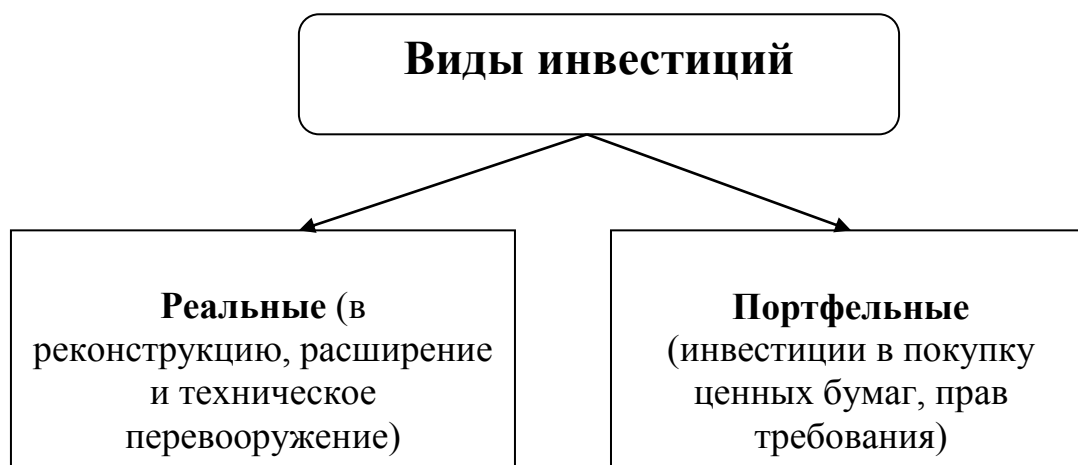 Виды инвестиций
Реальные (в
реконструкцию, расширение
и техническое
перевооружение)
Портфельные
(инвестиции в покупку
ценных бумаг, прав
требования)